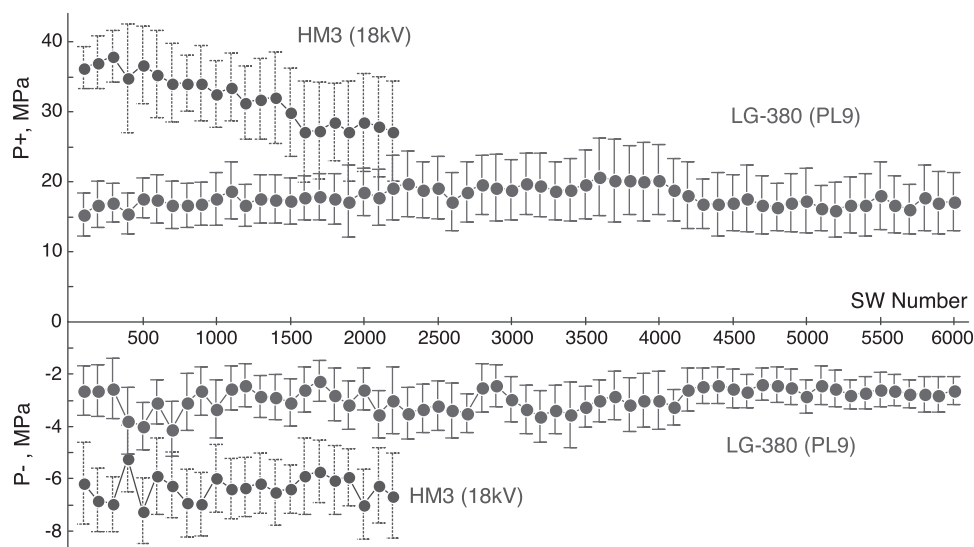 HM3 (18kV)
40
P+, MPa
30
LG-380 (PL9)
20
10
SW Number
0
500 1000 1500 2000 2500 3000 3500 4000 4500 5000 5500 6000
-2
-4
P- , MPa
LG-380 (PL9)
-6
HM3 (18kV)
-8